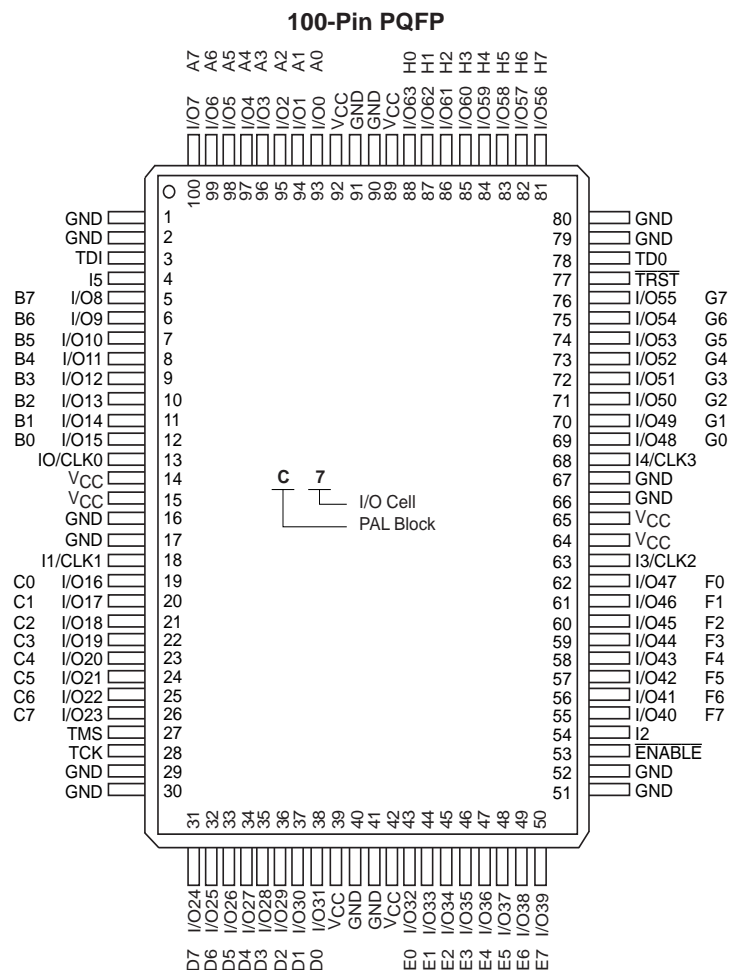 100-Pin PQFP
A7 A6 A5 A4 A3 A2 A1 A0 H0 H1 H2 H3 H4 H5 H6 H7
I/O7 I/O6 I/O5 I/O4 I/O3 I/O2 I/O1 I/O0 VCC GND GND VCC I/O63 I/O62 I/O61 I/O60 I/O59 I/O58 I/O57 I/O56
100 99 98 97 96 95 94 93 92 91 90 89 88 87 86 85 84 83 82 81
GND 1 80 GND
GND 2 79 GND
TDI 3 78 TD0
I5 4 77 TRST
B7 I/O8 5 76 I/O55 G7
B6 I/O9 6 75 I/O54 G6
B5 I/O10 7 74 I/O53 G5
B4 I/O11 8 73 I/O52 G4
B3 I/O12 9 72 I/O51 G3
B2 I/O13 10 71 I/O50 G2
B1 I/O14 11 70 I/O49 G1
B0 I/O15 12 69 I/O48 G0
IO/CLK0 13 68 I4/CLK3
VCC 14 67 GND
VCC 15 66 GND
GND 16 65 VCC
GND 17 64 VCC
I1/CLK1 18 63 I3/CLK2
C 7
I/O Cell
PAL Block
C0 I/O16 19 62 I/O47 F0
C1 I/O17 20 61 I/O46 F1
C2 I/O18 21 60 I/O45 F2
C3 I/O19 22 59 I/O44 F3
C4 I/O20 23 58 I/O43 F4
C5 I/O21 24 57 I/O42 F5
C6 I/O22 25 56 I/O41 F6
C7 I/O23 26 55 I/O40 F7
TMS 27 54 I2
TCK 28 53 ENABLE
GND 29 52 GND
GND 30 51 GND
31 32 33 34 35 36 37 38 39 40 41 42 43 44 45 46 47 48 49 50
I/O24 I/O25 I/O26 I/O27 I/O28 I/O29 I/O30 I/O31 VCC GND GND VCC I/O32 I/O33 I/O34 I/O35 I/O36 I/O37 I/O38 I/O39
D7 D6 D5 D4 D3 D2 D1 D0 E0 E1 E2 E3 E4 E5 E6 E7